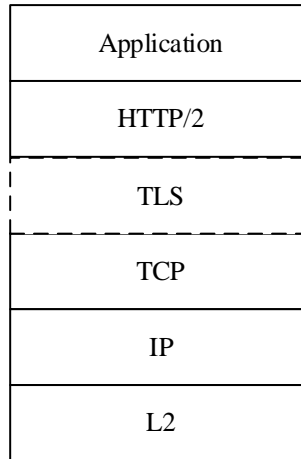 Application
HTTP/2
TLS
TCP
IP
L2